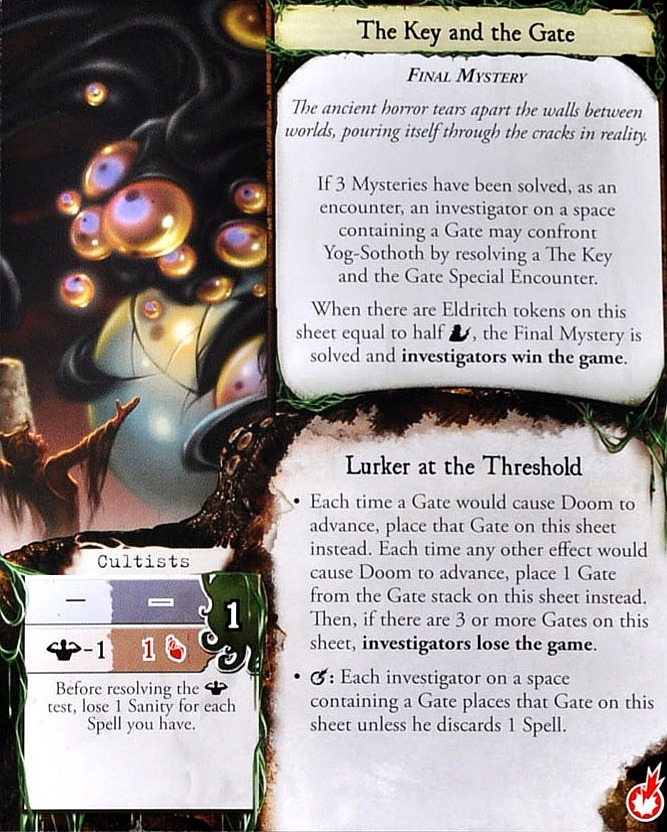 The Key and the Gate
Final Mystery
The ancient horror tears apart the walls between
worlds, pouring itself through the cracks in reality.
If 3 Mysteries have been solved, as an
encounter, an investigator on a space
containing a Gate may confront
Yog-Sothoth by resolving a The Key
and the Gate Special Encounter.
When there are Eldritch tokens on this
sheet equal to half , the Final Mystery is
solved and investigators win the game.
Lurker at the Threshold
• Each time a Gate would cause Doom to
advance, place that Gate on this sheet
instead. Each time any other effect would
cause Doom to advance, place 1 Gate
from the Gate stack on this sheet instead.
Then, if there are 3 or more Gates on this
sheet, investigators lose the game.
• : Each investigator on a space
containing a Gate places that Gate on this
sheet unless he discards 1 Spell.
Cultists
— — 1
-1 1
Before resolving the
test, lose 1 Sanity for each
Spell you have.